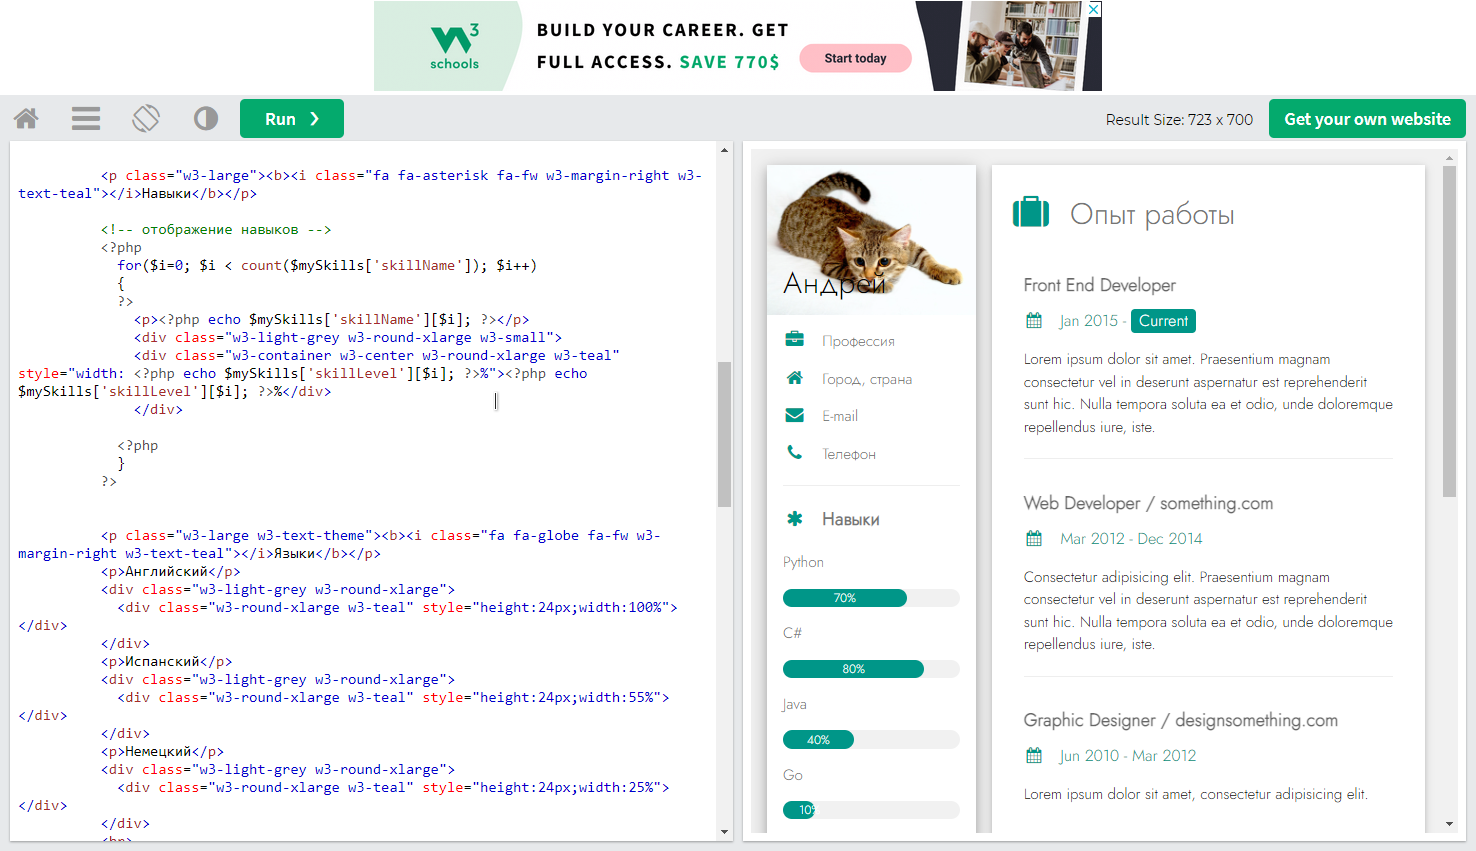 W3 schools
BUILD YOUR CAREER. GET
FULL ACCESS. SAVE 770$
Start today
Run ❯
Result Size: 723 x 700
Get your own website
<p class="w3-large"><b><i class="fa fa-asterisk fa-fw w3-margin-right w3-
text-teal"></i>Навыки</b></p>
<!-- отображение навыков -->
<?php
for($i=0; $i < count($mySkills['skillName']); $i++)
{
?>
<p><?php echo $mySkills['skillName'][$i]; ?></p>
<div class="w3-light-grey w3-round-xlarge w3-small">
<div class="w3-container w3-center w3-round-xlarge w3-teal"
style="width: <?php echo $mySkills['skillLevel'][$i]; ?>%"><?php echo
$mySkills['skillLevel'][$i]; ?>%</div>
</div>
<?php
}
?>
<p class="w3-large w3-text-theme"><b><i class="fa fa-globe fa-fw w3-
margin-right w3-text-teal"></i>Языки</b></p>
<p>Английский</p>
<div class="w3-light-grey w3-round-xlarge">
<div class="w3-round-xlarge w3-teal" style="height:24px;width:100%">
</div>
</div>
<p>Испанский</p>
<div class="w3-light-grey w3-round-xlarge">
<div class="w3-round-xlarge w3-teal" style="height:24px;width:55%">
</div>
</div>
<p>Немецкий</p>
<div class="w3-light-grey w3-round-xlarge">
<div class="w3-round-xlarge w3-teal" style="height:24px;width:25%">
</div>
</div>
Андрей
Профессия
Город, страна
E-mail
Телефон
Навыки
Python
70%
C#
80%
Java
40%
Go
10%
Опыт работы
Front End Developer
Jan 2015 - Current
Lorem ipsum dolor sit amet. Praesentium magnam
consectetur vel in deserunt aspernatur est reprehenderit
sunt hic. Nulla tempora soluta ea et odio, unde doloremque
repellendus iure, iste.
Web Developer / something.com
Mar 2012 - Dec 2014
Consectetur adipisicing elit. Praesentium magnam
consectetur vel in deserunt aspernatur est reprehenderit
sunt hic. Nulla tempora soluta ea et odio, unde doloremque
repellendus iure, iste.
Graphic Designer / designsomething.com
Jun 2010 - Mar 2012
Lorem ipsum dolor sit amet, consectetur adipisicing elit.